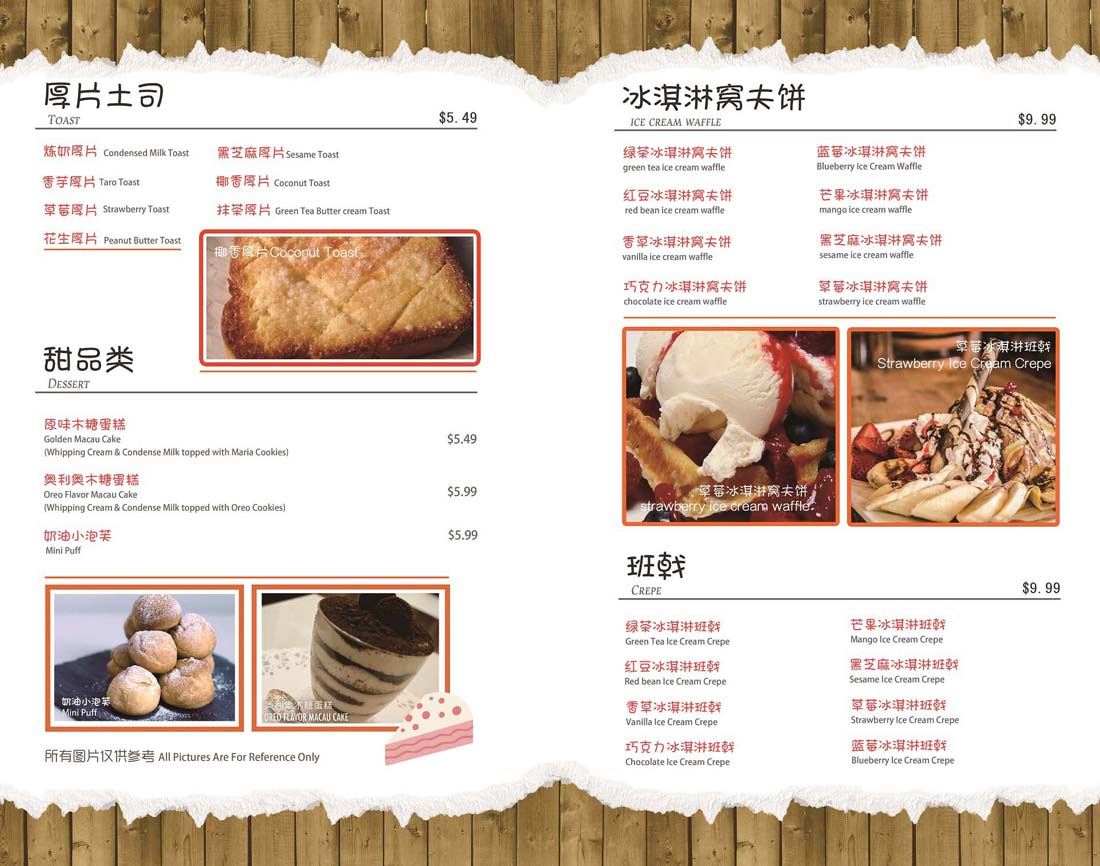 厚片土司
TOAST $5.49
炼奶厚片 Condensed Milk Toast
黑芝麻厚片 Sesame Toast
香芋厚片 Taro Toast
椰香厚片 Coconut Toast
草莓厚片 Strawberry Toast
抹茶厚片 Green Tea Butter cream Toast
花生厚片 Peanut Butter Toast
椰香厚片Coconut Toast
甜品类
DESSERT
原味木糖蛋糕
Golden Macau Cake $5.49
(Whipping Cream & Condense Milk topped with Maria Cookies)
奥利奥木糖蛋糕
Oreo Flavor Macau Cake $5.99
(Whipping Cream & Condense Milk topped with Oreo Cookies)
奶油小泡芙 $5.99
Mini Puff
奶油小泡芙
Mini Puff
奥利奥木糖蛋糕
OREO FLAVOR MACAU CAKE
所有图片仅供参考 All Pictures Are For Reference Only
冰淇淋窝夫饼
ICE CREAM WAFFLE $9.99
绿茶冰淇淋窝夫饼
green tea ice cream waffle
蓝莓冰淇淋窝夫饼
Blueberry Ice Cream Waffle
红豆冰淇淋窝夫饼
red bean ice cream waffle
芒果冰淇淋窝夫饼
mango ice cream waffle
香草冰淇淋窝夫饼
vanilla ice cream waffle
黑芝麻冰淇淋窝夫饼
sesame ice cream waffle
巧克力冰淇淋窝夫饼
chocolate ice cream waffle
草莓冰淇淋窝夫饼
strawberry ice cream waffle
草莓冰淇淋窝夫饼
strawberry ice cream waffle
草莓冰淇淋班戟
Strawberry Ice Cream Crepe
班戟
CREPE $9.99
绿茶冰淇淋班戟
Green Tea Ice Cream Crepe
芒果冰淇淋班戟
Mango Ice Cream Crepe
红豆冰淇淋班戟
Red bean Ice Cream Crepe
黑芝麻冰淇淋班戟
Sesame Ice Cream Crepe
香草冰淇淋班戟
Vanilla Ice Cream Crepe
草莓冰淇淋班戟
Strawberry Ice Cream Crepe
巧克力冰淇淋班戟
Chocolate Ice Cream Crepe
蓝莓冰淇淋班戟
Blueberry Ice Cream Crepe